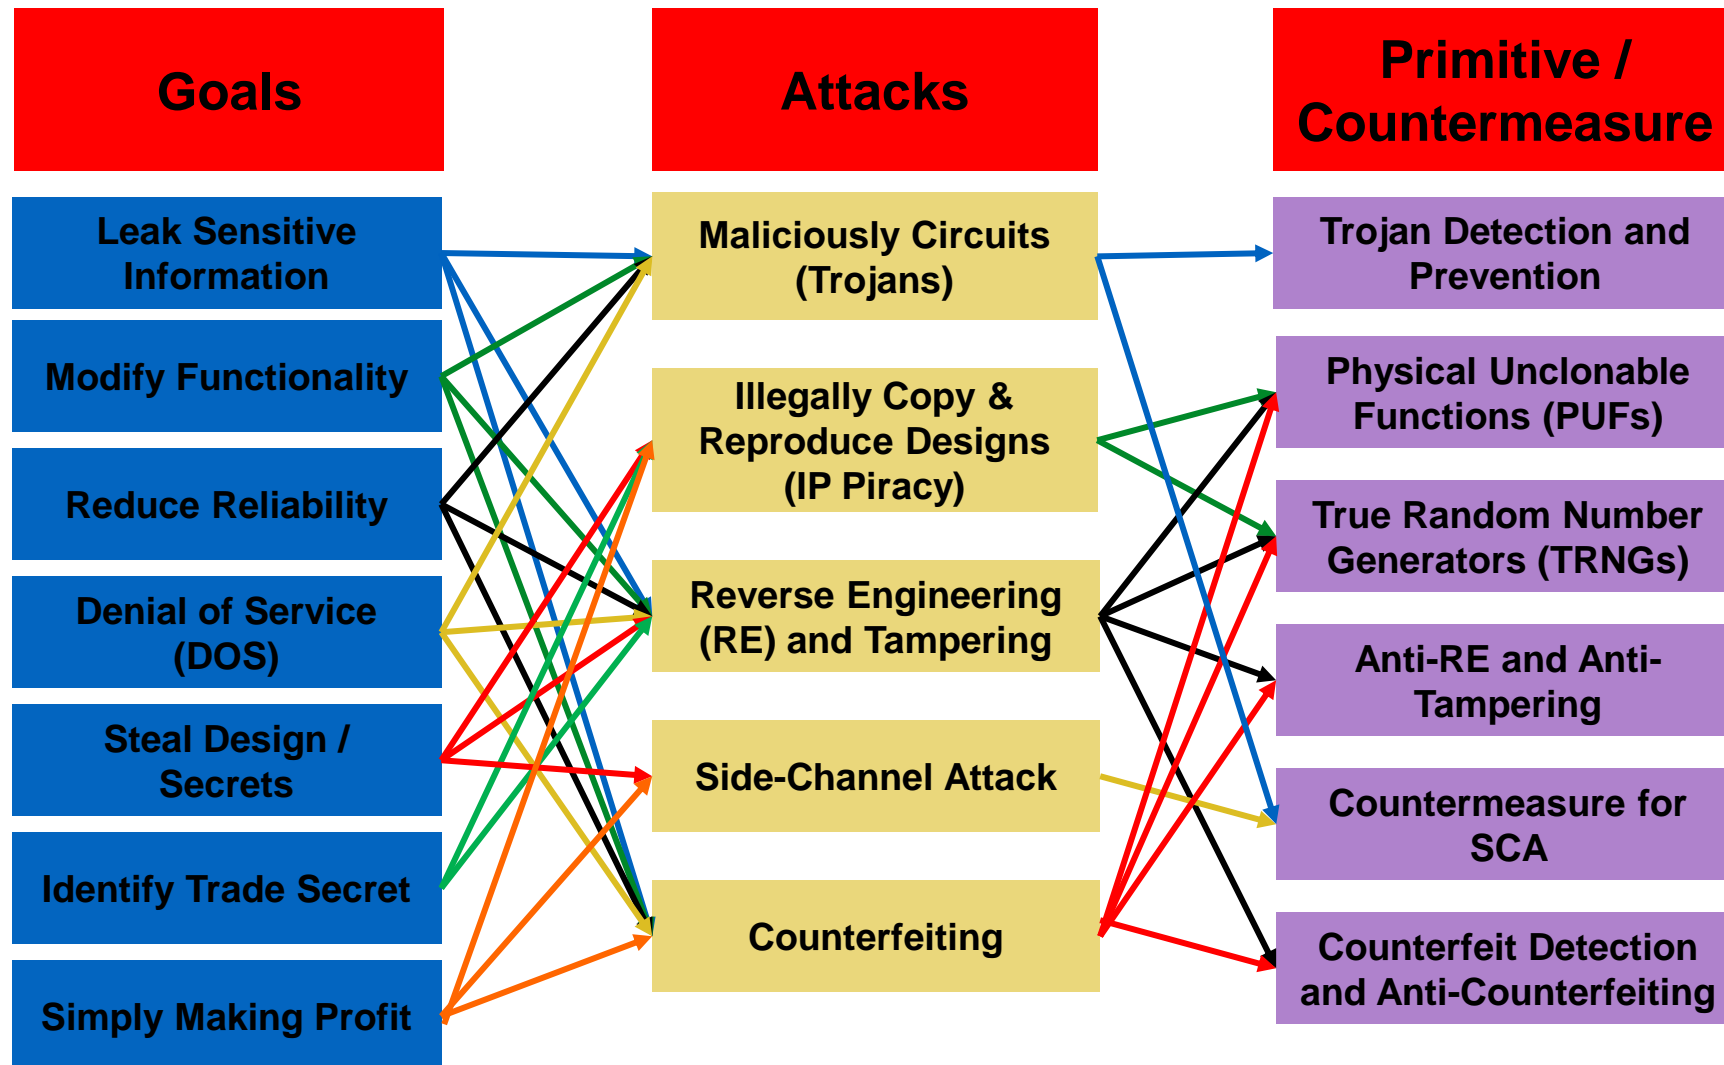 Goals
Leak Sensitive
Information
Modify Functionality
Reduce Reliability
Denial of Service
(DOS)
Steal Design /
Secrets
Identify Trade Secret
Simply Making Profit
Attacks
Maliciously Circuits
(Trojans)
Illegally Copy &
Reproduce Designs
(IP Piracy)
Reverse Engineering
(RE) and Tampering
Side-Channel Attack
Counterfeiting
Primitive /
Countermeasure
Trojan Detection and
Prevention
Physical Unclonable
Functions (PUFs)
True Random Number
Generators (TRNGs)
Anti-RE and Anti-
Tampering
Countermeasure for
SCA
Counterfeit Detection
and Anti-Counterfeiting